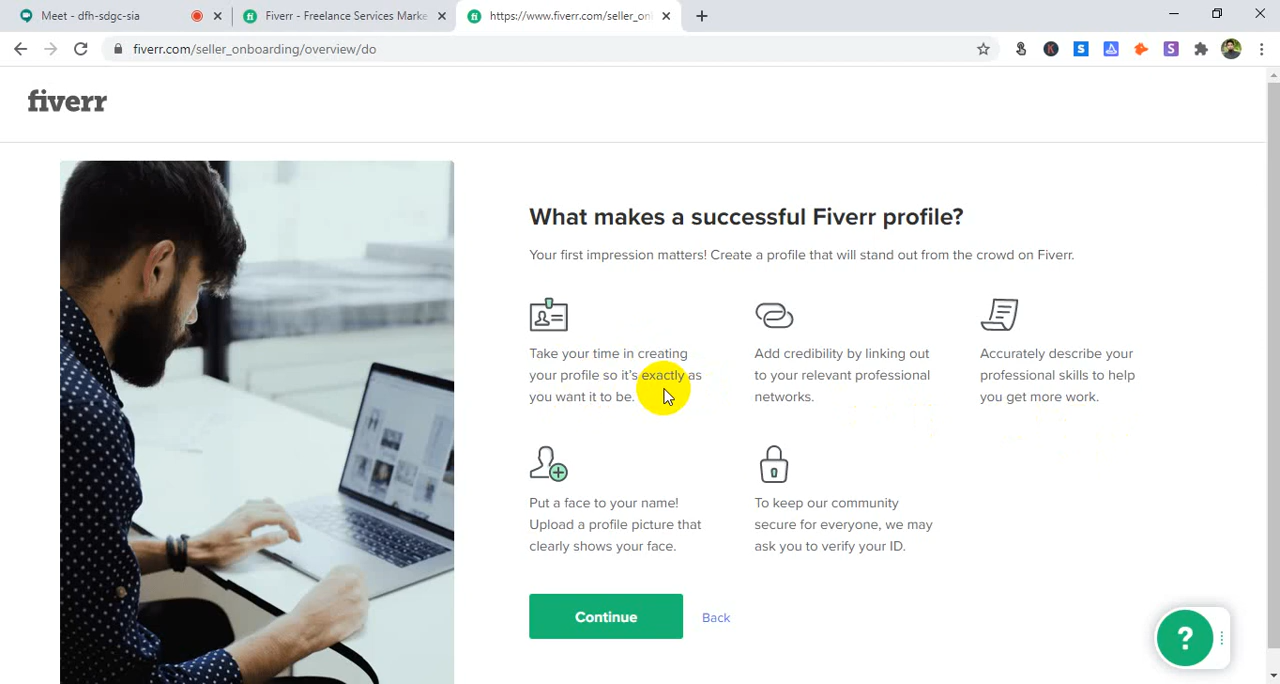 Meet - dfh-sdgc-sia
Fiverr - Freelance Services Marke
https://www.fiverr.com/seller_on
fiverr.com/seller_onboarding/overview/do
fiverr
What makes a successful Fiverr profile?
Your first impression matters! Create a profile that will stand out from the crowd on Fiverr.
Take your time in creating
your profile so it's exactly as
you want it to be.
Add credibility by linking out
to your relevant professional
networks.
Accurately describe your
professional skills to help
you get more work.
Put a face to your name!
Upload a profile picture that
clearly shows your face.
To keep our community
secure for everyone, we may
ask you to verify your ID.
Continue
Back
?